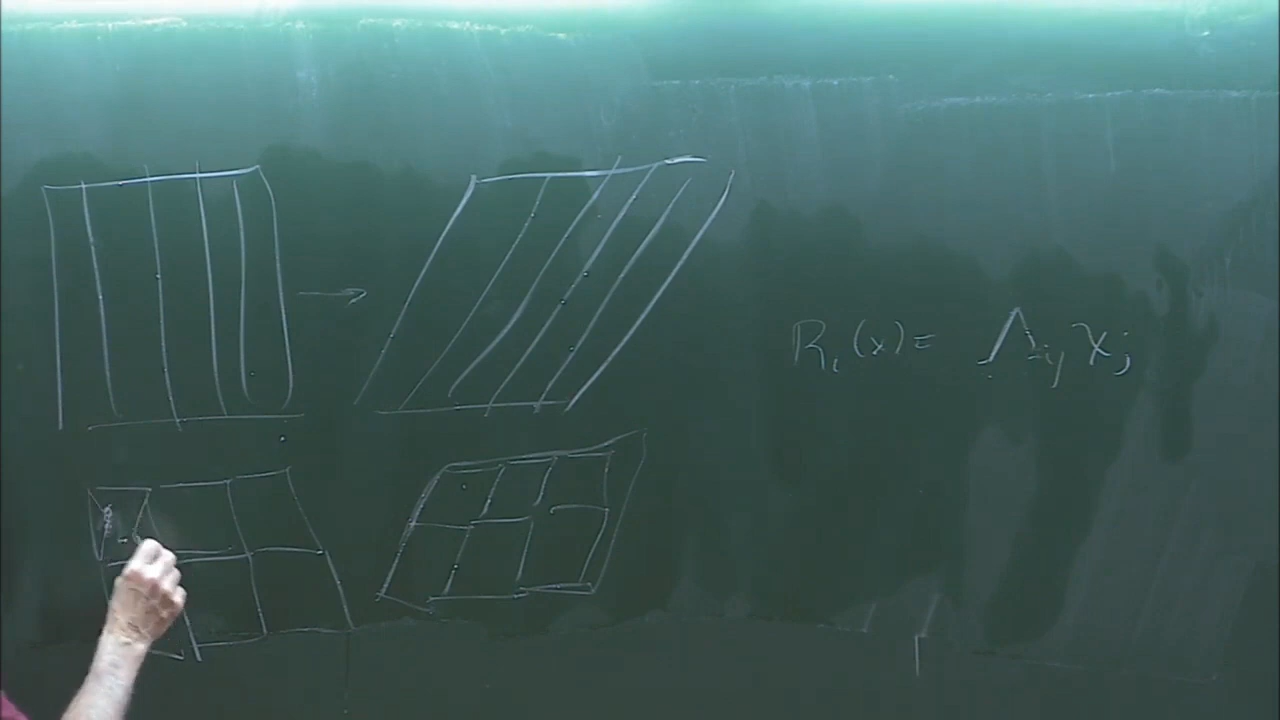 R_i(x) = Λ_ij x_j